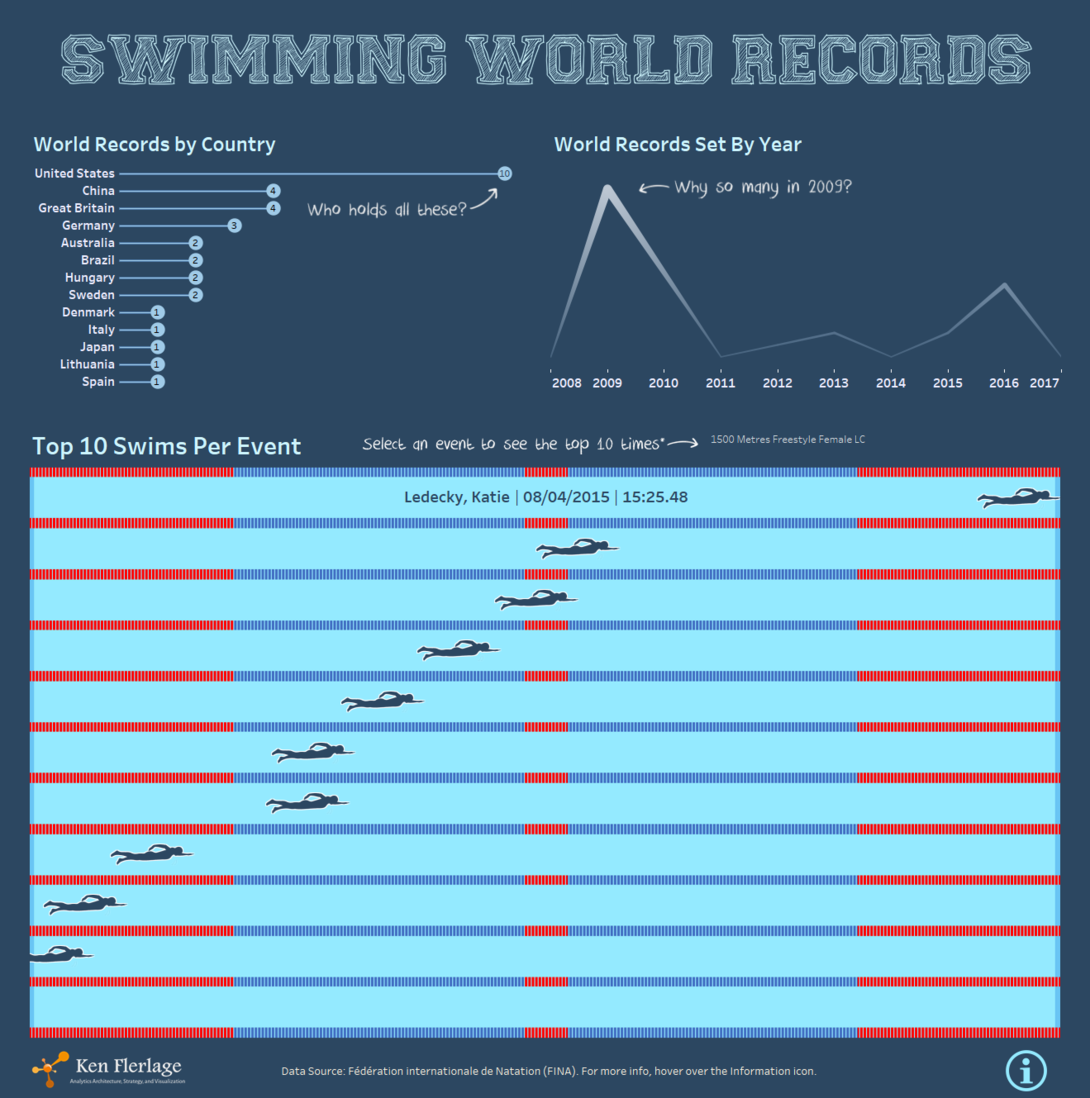 SWIMMING WORLD RECORDS
World Records by Country
United States 10
China 4
Great Britain 4
Who holds all these?
Germany 3
Australia 2
Brazil 2
Hungary 2
Sweden 2
Denmark 1
Italy 1
Japan 1
Lithuania 1
Spain 1
World Records Set By Year
Why so many in 2009?
2008 2009 2010 2011 2012 2013 2014 2015 2016 2017
Top 10 Swims Per Event
Select an event to see the top 10 times*
1500 Metres Freestyle Female LC
Ledecky, Katie | 08/04/2015 | 15:25.48
Ken Flerlage
Analytics Architecture, Strategy, and Visualization
Data Source: Fédération internationale de Natation (FINA). For more info, hover over the Information icon.
i